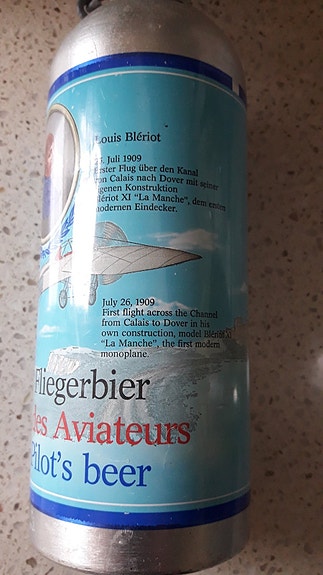 Louis Blériot
Juli 1909
Erster Flug über den Kanal
von Calais nach Dover mit seiner
eigenen Konstruktion
Blériot XI "La Manche", dem ersten
modernen Eindecker.
July 26, 1909
First flight across the Channel
from Calais to Dover in his
own construction, model Blériot XI
"La Manche", the first modern
monoplane.
Fliegerbier
des Aviateurs
Pilot's beer